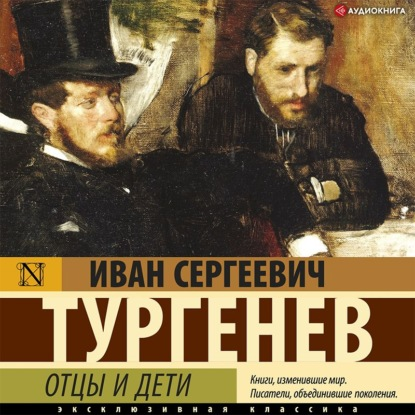 АУДИОКНИГА
N
ИВАН СЕРГЕЕВИЧ
ТУРГЕНЕВ
ОТЦЫ И ДЕТИ
Книги, изменившие мир.
Писатели, объединившие поколения.
ЭКСКЛЮЗИВНАЯ КЛАССИКА